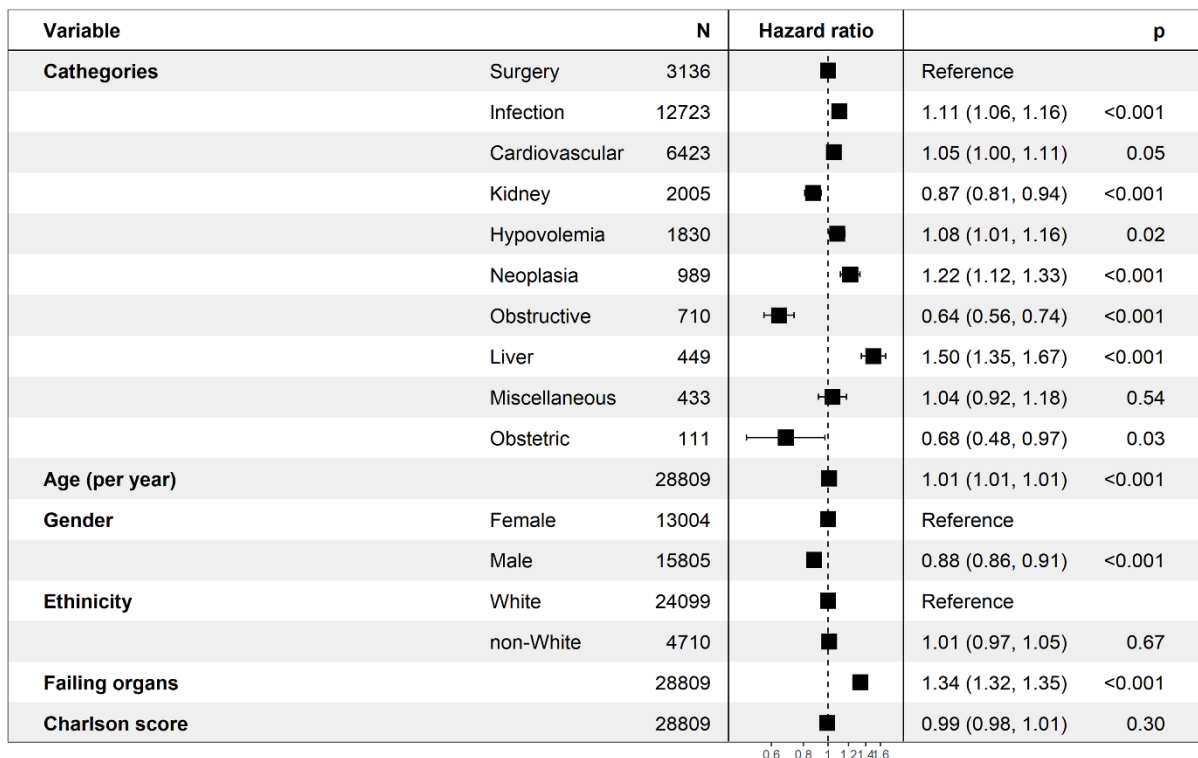 Variable N Hazard ratio p
Cathegories Surgery 3136 Reference
Infection 12723 1.11 (1.06, 1.16) <0.001
Cardiovascular 6423 1.05 (1.00, 1.11) 0.05
Kidney 2005 0.87 (0.81, 0.94) <0.001
Hypovolemia 1830 1.08 (1.01, 1.16) 0.02
Neoplasia 989 1.22 (1.12, 1.33) <0.001
Obstructive 710 0.64 (0.56, 0.74) <0.001
Liver 449 1.50 (1.35, 1.67) <0.001
Miscellaneous 433 1.04 (0.92, 1.18) 0.54
Obstetric 111 0.68 (0.48, 0.97) 0.03
Age (per year) 28809 1.01 (1.01, 1.01) <0.001
Gender Female 13004 Reference
Male 15805 0.88 (0.86, 0.91) <0.001
Ethinicity White 24099 Reference
non-White 4710 1.01 (0.97, 1.05) 0.67
Failing organs 28809 1.34 (1.32, 1.35) <0.001
Charlson score 28809 0.99 (0.98, 1.01) 0.30
0.6 0.8 1 1.2 1.4 1.6